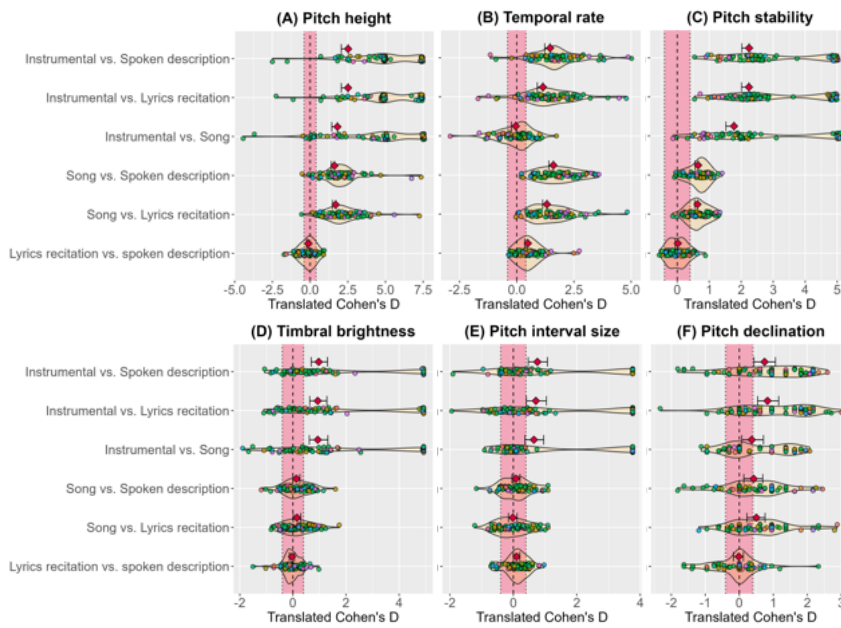 (A) Pitch height
(B) Temporal rate
(C) Pitch stability
Instrumental vs. Spoken description
Instrumental vs. Lyrics recitation
Instrumental vs. Song
Song vs. Spoken description
Song vs. Lyrics recitation
Lyrics recitation vs. spoken description
-5.0 -2.5 0.0 2.5 5.0 7.5
-2.5 0.0 2.5 5.0
0 1 2 3 4 5
Translated Cohen's D
Translated Cohen's D
Translated Cohen's D
(D) Timbral brightness
(E) Pitch interval size
(F) Pitch declination
Instrumental vs. Spoken description
Instrumental vs. Lyrics recitation
Instrumental vs. Song
Song vs. Spoken description
Song vs. Lyrics recitation
Lyrics recitation vs. spoken description
-2 0 2 4
-2 0 2 4
-2 -1 0 1 2 3
Translated Cohen's D
Translated Cohen's D
Translated Cohen's D